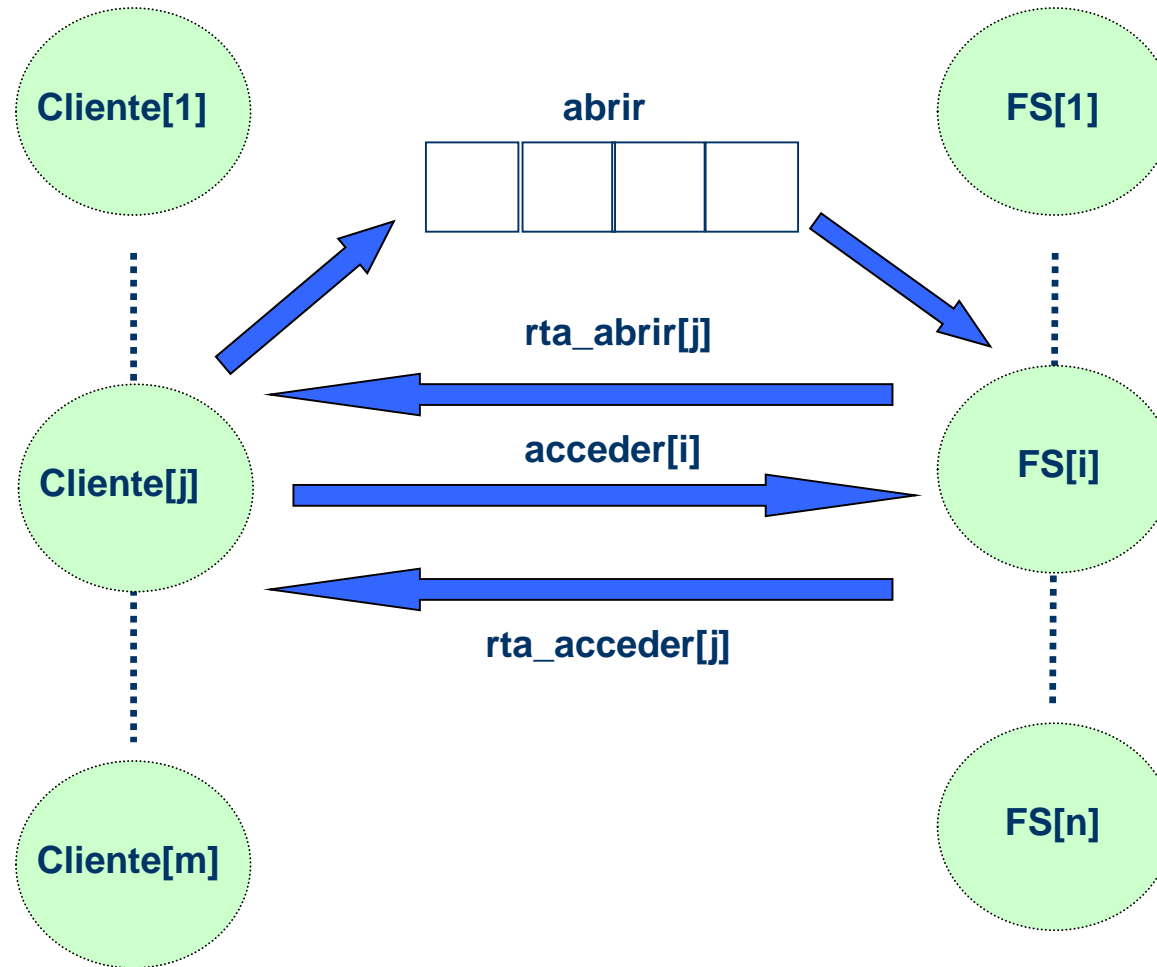 Cliente[1]
abrir
FS[1]
rta_abrir[j]
acceder[i]
Cliente[j]
FS[i]
rta_acceder[j]
Cliente[m]
FS[n]